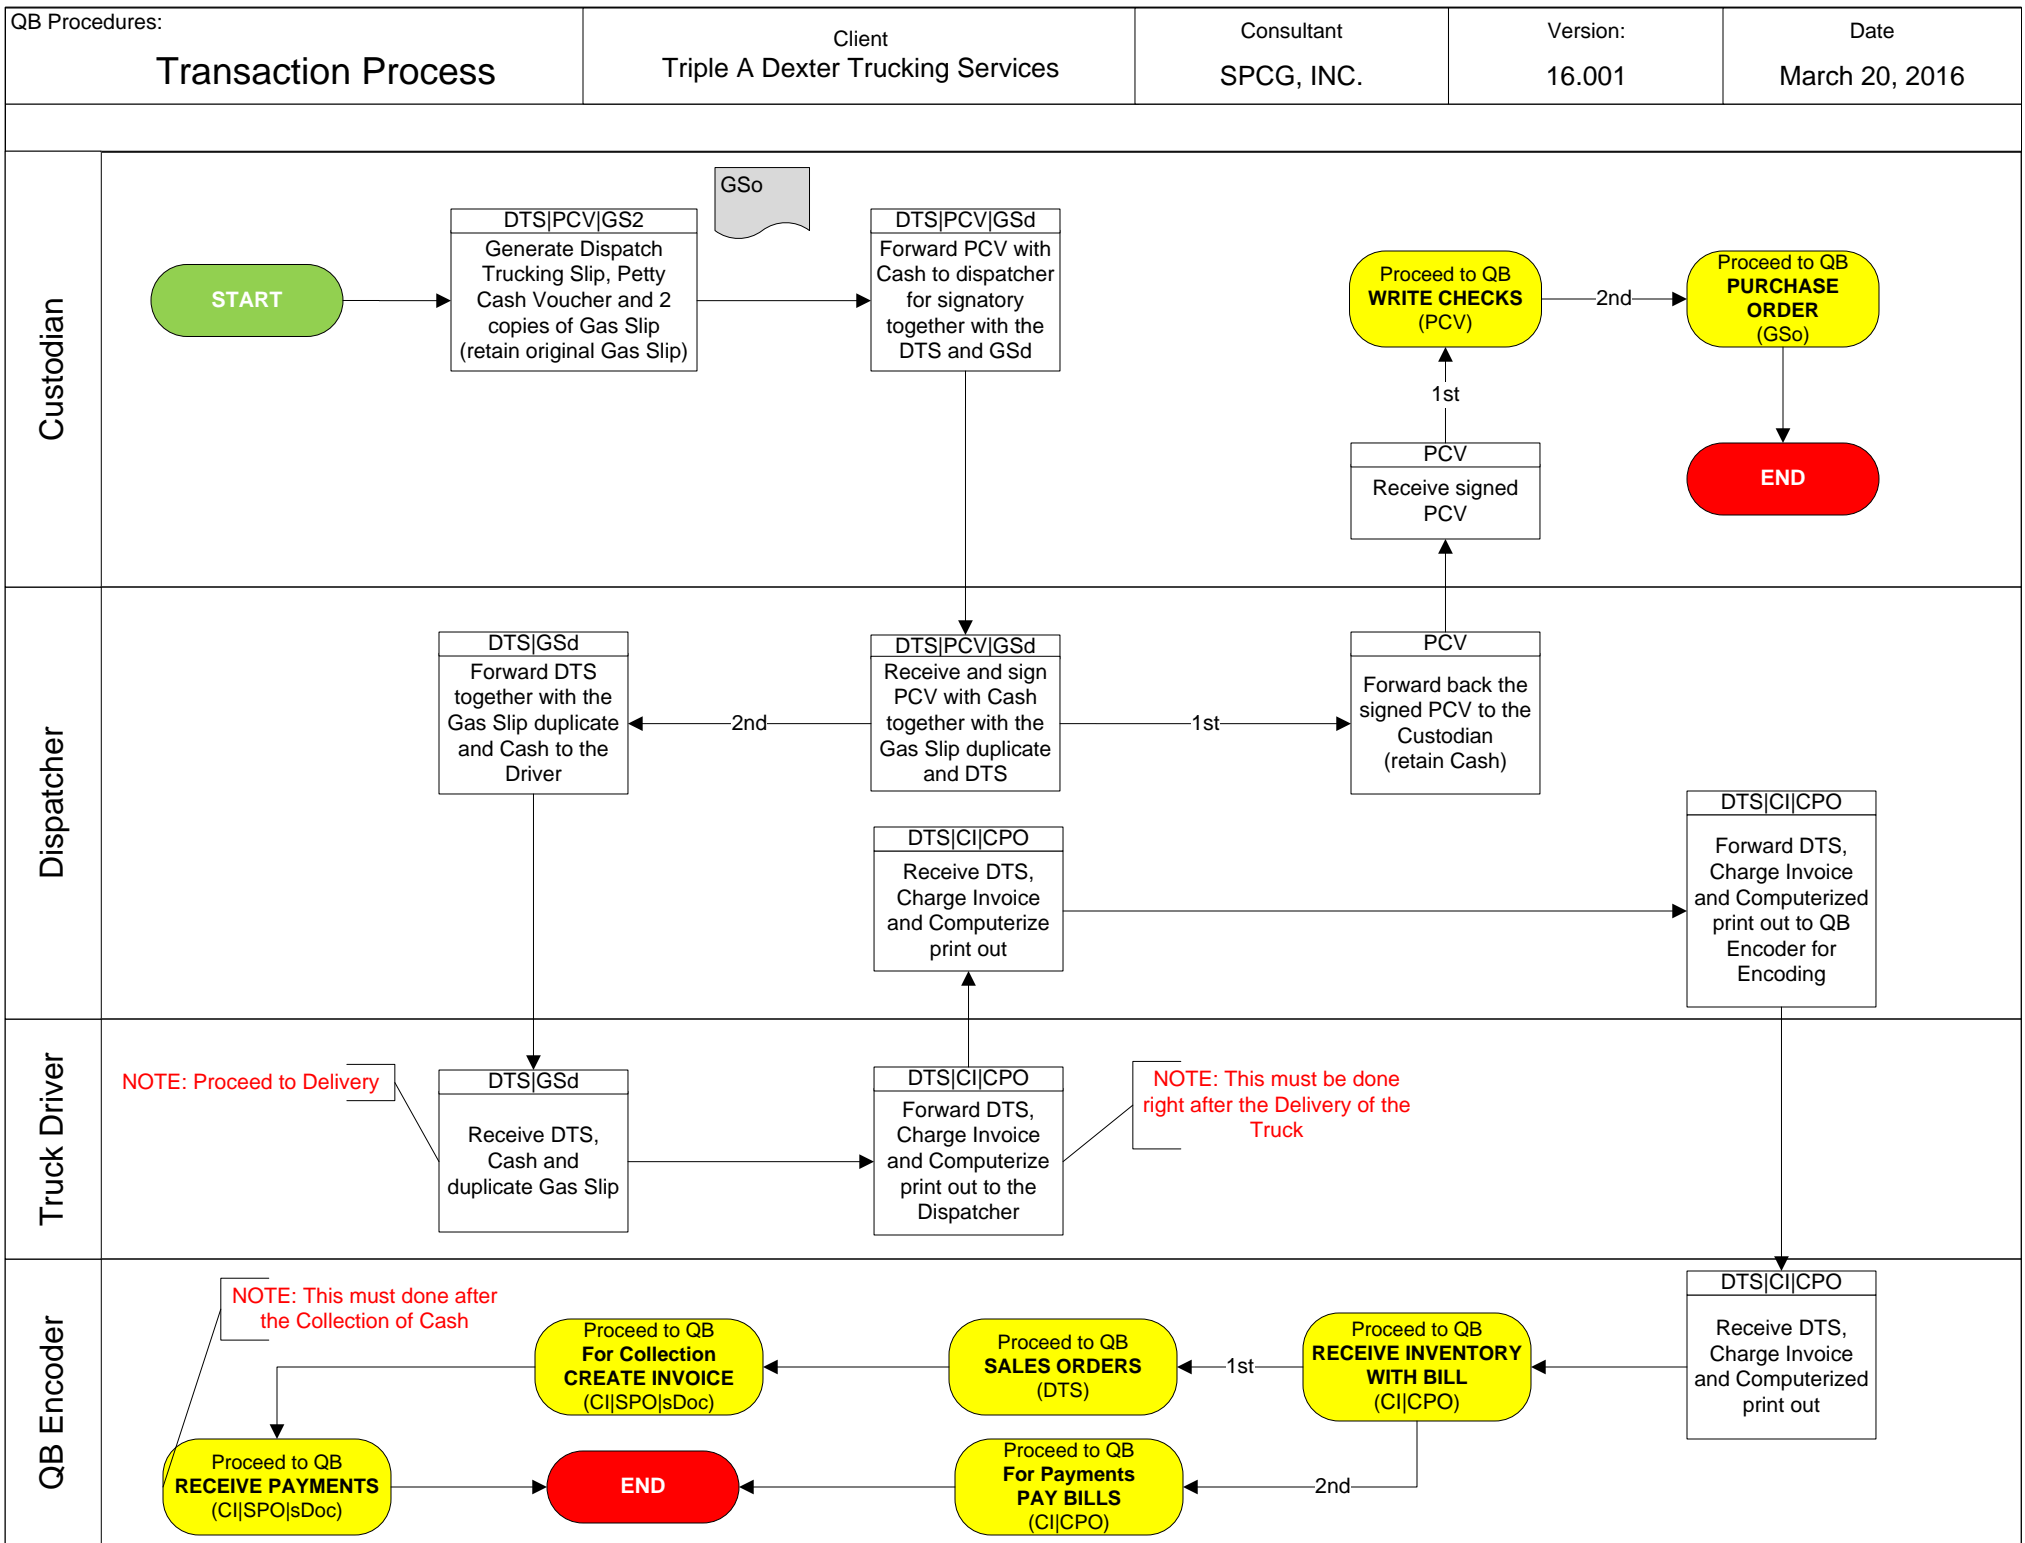 QB Procedures:
Transaction Process
Client
Triple A Dexter Trucking Services
Consultant
SPCG, INC.
Version:
16.001
Date
March 20, 2016
Custodian
START
DTS|PCV|GS2
Generate Dispatch
Trucking Slip, Petty
Cash Voucher and 2
copies of Gas Slip
(retain original Gas Slip)
GSo
DTS|PCV|GSd
Forward PCV with
Cash to dispatcher
for signatory
together with the
DTS and GSd
Proceed to QB
WRITE CHECKS
(PCV)
2nd
Proceed to QB
PURCHASE
ORDER
(GSo)
1st
PCV
Receive signed
PCV
END
Dispatcher
DTS|GSd
Forward DTS
together with the
Gas Slip duplicate
and Cash to the
Driver
2nd
DTS|PCV|GSd
Receive and sign
PCV with Cash
together with the
Gas Slip duplicate
and DTS
1st
PCV
Forward back the
signed PCV to the
Custodian
(retain Cash)
DTS|CI|CPO
Receive DTS,
Charge Invoice
and Computerize
print out
DTS|CI|CPO
Forward DTS,
Charge Invoice
and Computerized
print out to QB
Encoder for
Encoding
Truck Driver
NOTE: Proceed to Delivery
DTS|GSd
Receive DTS,
Cash and
duplicate Gas Slip
DTS|CI|CPO
Forward DTS,
Charge Invoice
and Computerize
print out to the
Dispatcher
NOTE: This must be done
right after the Delivery of the
Truck
QB Encoder
NOTE: This must done after
the Collection of Cash
Proceed to QB
For Collection
CREATE INVOICE
(CI|SPO|sDoc)
Proceed to QB
SALES ORDERS
(DTS)
1st
Proceed to QB
RECEIVE INVENTORY
WITH BILL
(CI|CPO)
DTS|CI|CPO
Receive DTS,
Charge Invoice
and Computerized
print out
Proceed to QB
RECEIVE PAYMENTS
(CI|SPO|sDoc)
END
Proceed to QB
For Payments
PAY BILLS
(CI|CPO)
2nd